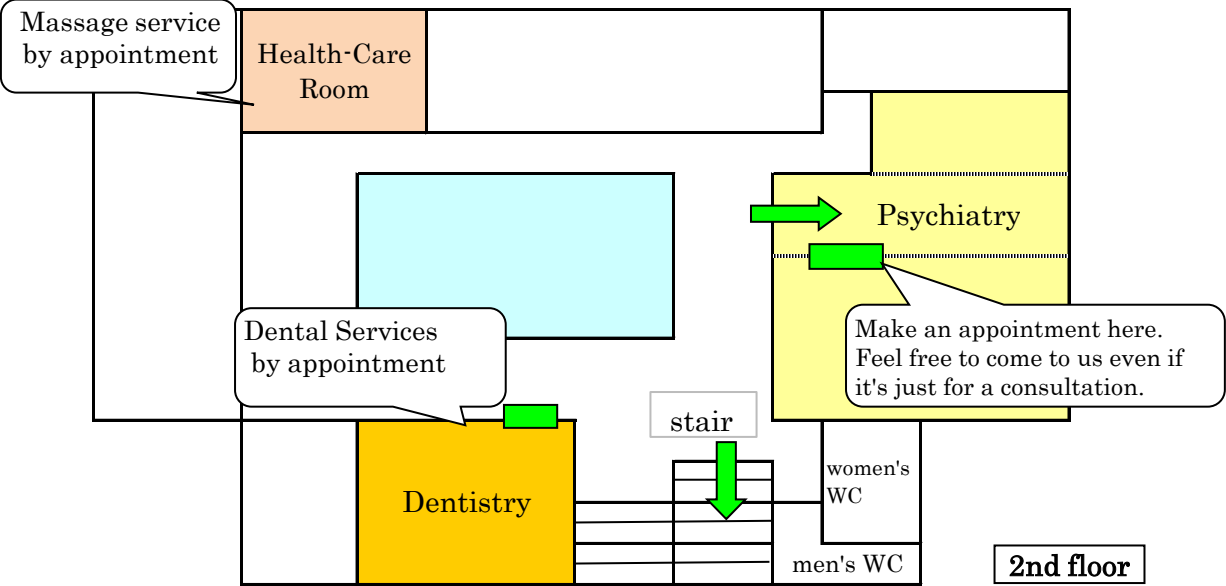 Massage service
by appointment
Health-Care
Room
Psychiatry
Make an appointment here.
Feel free to come to us even if
it's just for a consultation.
Dental Services
by appointment
stair
Dentistry
women's
WC
men's WC
2nd floor